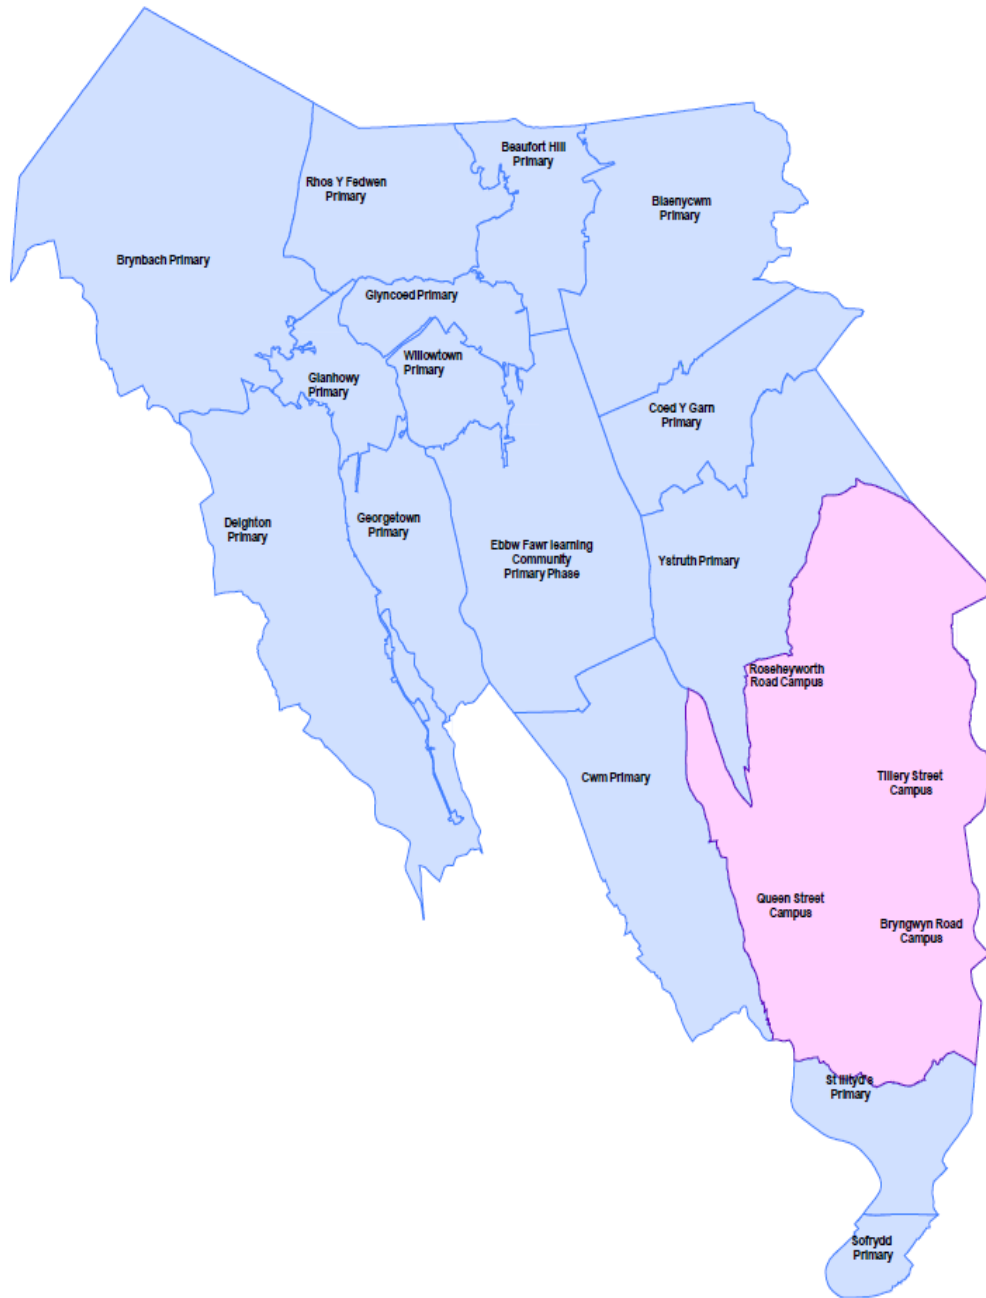 Beaufort Hill
Primary
Rhos Y Fedwen
Primary
Blaenycwm
Primary
Brynbach Primary
Glyncoed Primary
Willowtown
Primary
Glanhowy
Primary
Coed Y Garn
Primary
Deighton
Primary
Georgetown
Primary
Ebbw Fawr learning
Community
Primary Phase
Ystruth Primary
Roseheyworth
Road Campus
Cwm Primary
Tillery Street
Campus
Queen Street
Campus
Bryngwyn Road
Campus
St Illtyd's
Primary
Sofrydd
Primary